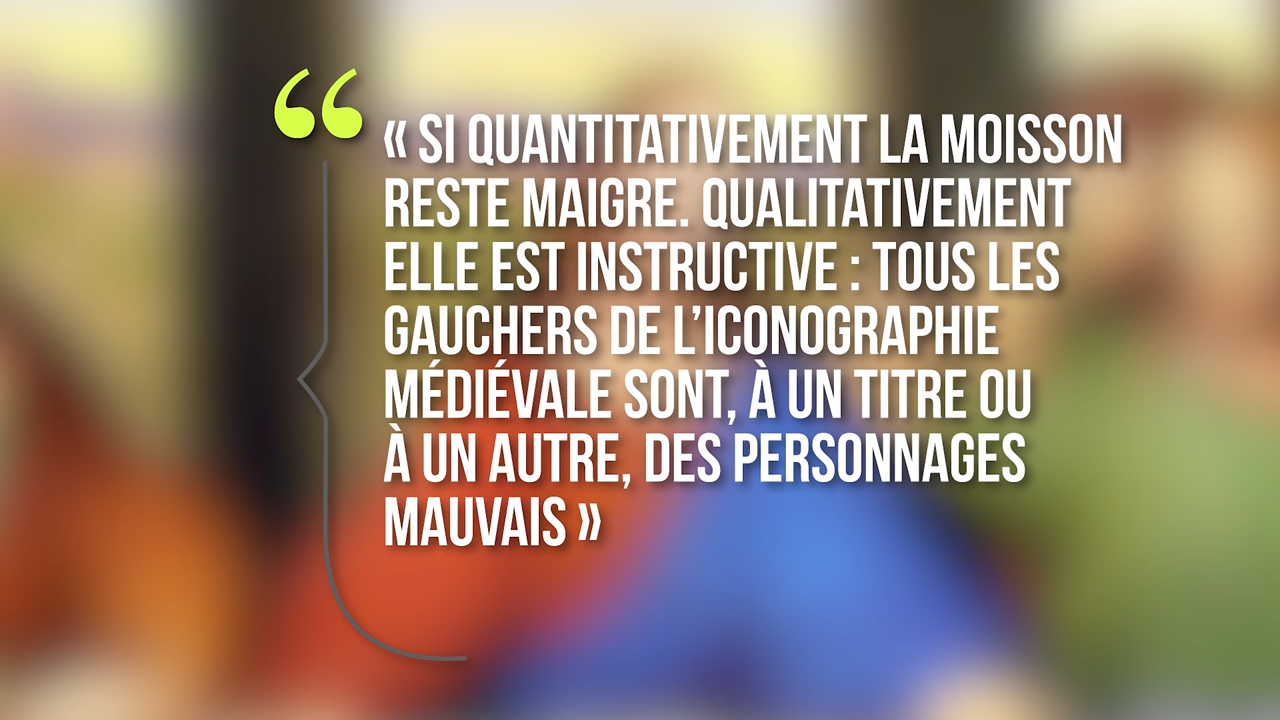 « SI QUANTITATIVEMENT LA MOISSON
RESTE MAIGRE. QUALITATIVEMENT
ELLE EST INSTRUCTIVE : TOUS LES
GAUCHERS DE L’ICONOGRAPHIE
MÉDIÉVALE SONT, À UN TITRE OU
À UN AUTRE, DES PERSONNAGES
MAUVAIS »